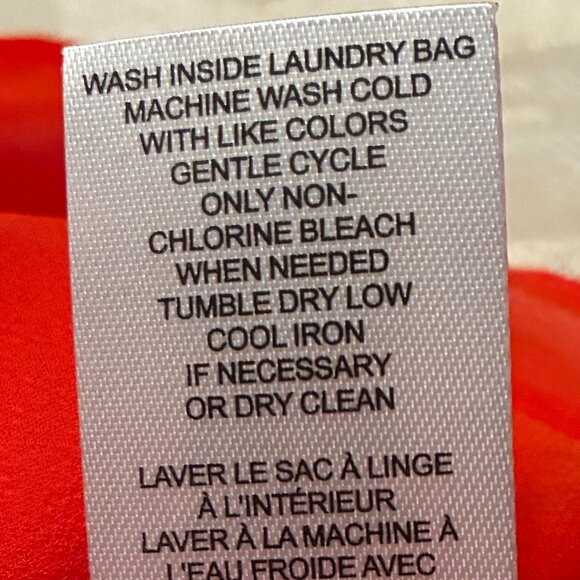 WASH INSIDE LAUNDRY BAG
MACHINE WASH COLD
WITH LIKE COLORS
GENTLE CYCLE
ONLY NON-
CHLORINE BLEACH
WHEN NEEDED
TUMBLE DRY LOW
COOL IRON
IF NECESSARY
OR DRY CLEAN
LAVER LE SAC À LINGE
À L'INTÉRIEUR
LAVER À LA MACHINE À
L'EAU FROIDE AVEC